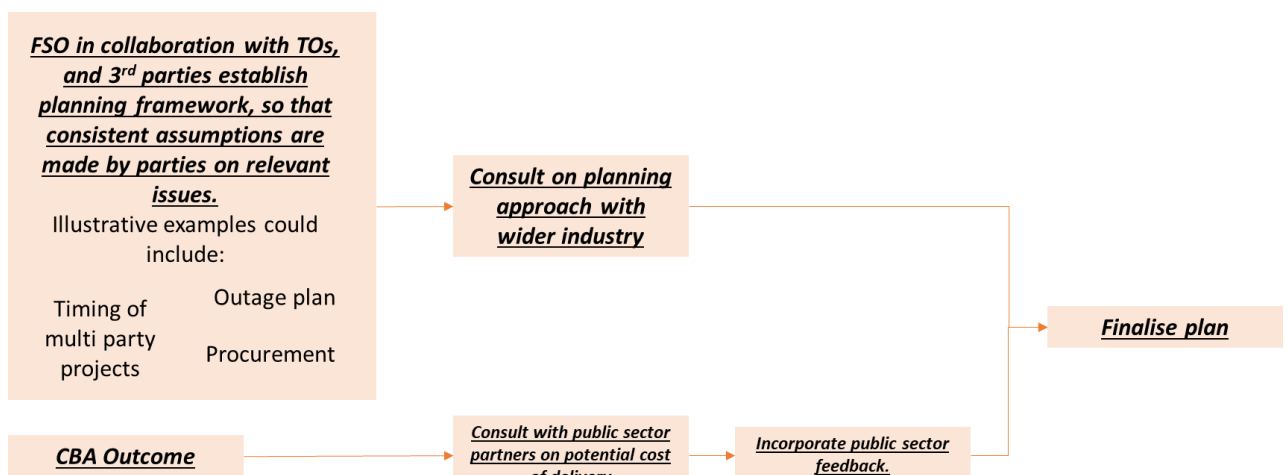 FSO in collaboration with TOs,
and 3rd parties establish
planning framework, so that
consistent assumptions are
made by parties on relevant
issues.
Illustrative examples could
include:
Timing of
multi party
projects
Outage plan
Procurement
Consult on planning
approach with
wider industry
Finalise plan
CBA Outcome
Consult with public sector
partners on potential cost
of delivery
Incorporate public sector
feedback.